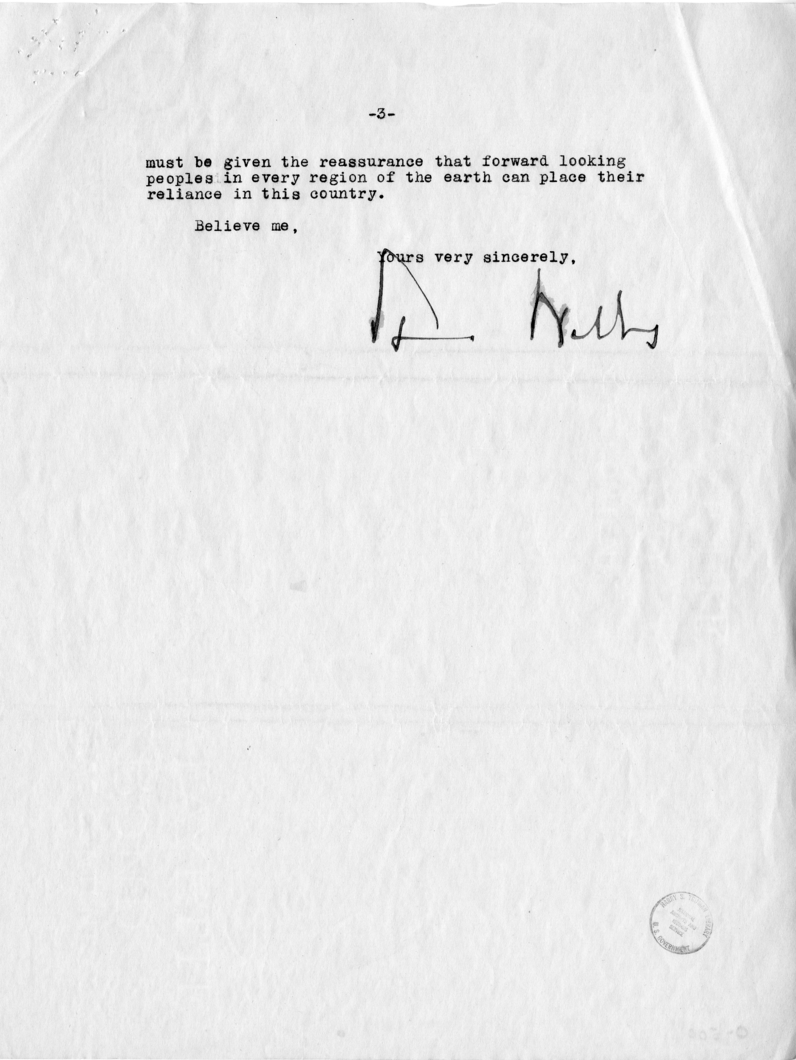 -3-
must be given the reassurance that forward looking
peoples in every region of the earth can place their
reliance in this country.
Believe me,
Yours very sincerely,
U.S. GOVERNMENT